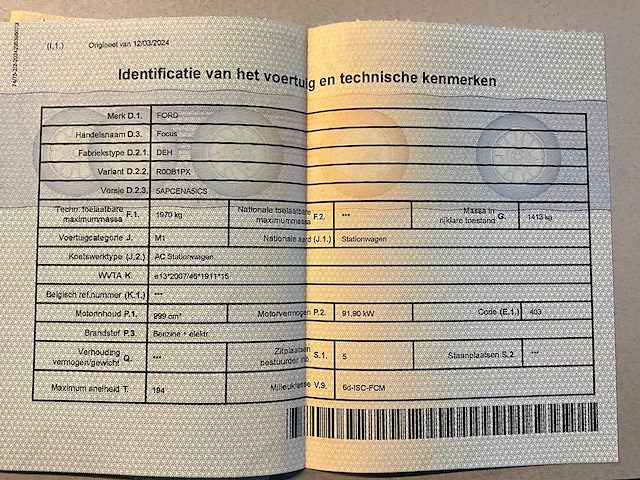 (I.1.) Origineel van 12/03/2024
Identificatie van het voertuig en technische kenmerken
Merk D.1. FORD
Handelsnaam D.3. Focus
Fabriekstype D.2.1. DEH
Variant D.2.2. R0DB1PX
Versie D.2.3. 5APCENA5ICS
Techn. toelaatbare maximummassa F.1. 1970 kg Nationale toelaatbare maximummassa F.2. *** Massa in rijklare toestand G. 1413 kg
Voertuigcategorie J. M1 Nationale aard (J.1.) Stationwagen
Koetswerktype (J.2.) AC Stationwagen
WVTA K. e13*2007/46*1911*15
Belgisch ref.nummer (K.1.) ***
Motorinhoud P.1. 999 cm³ Motorvermogen P.2. 91,90 kW Code (E.1.) 403
Brandstof P.3. Benzine + elektr.
Verhouding vermogen/gewicht Q. *** Zitplaatsen bestuurder inb. S.1. 5 Staanplaatsen S.2. ***
Maximum snelheid T. 194 Milieuklasse V.9. 6d-ISC-FCM